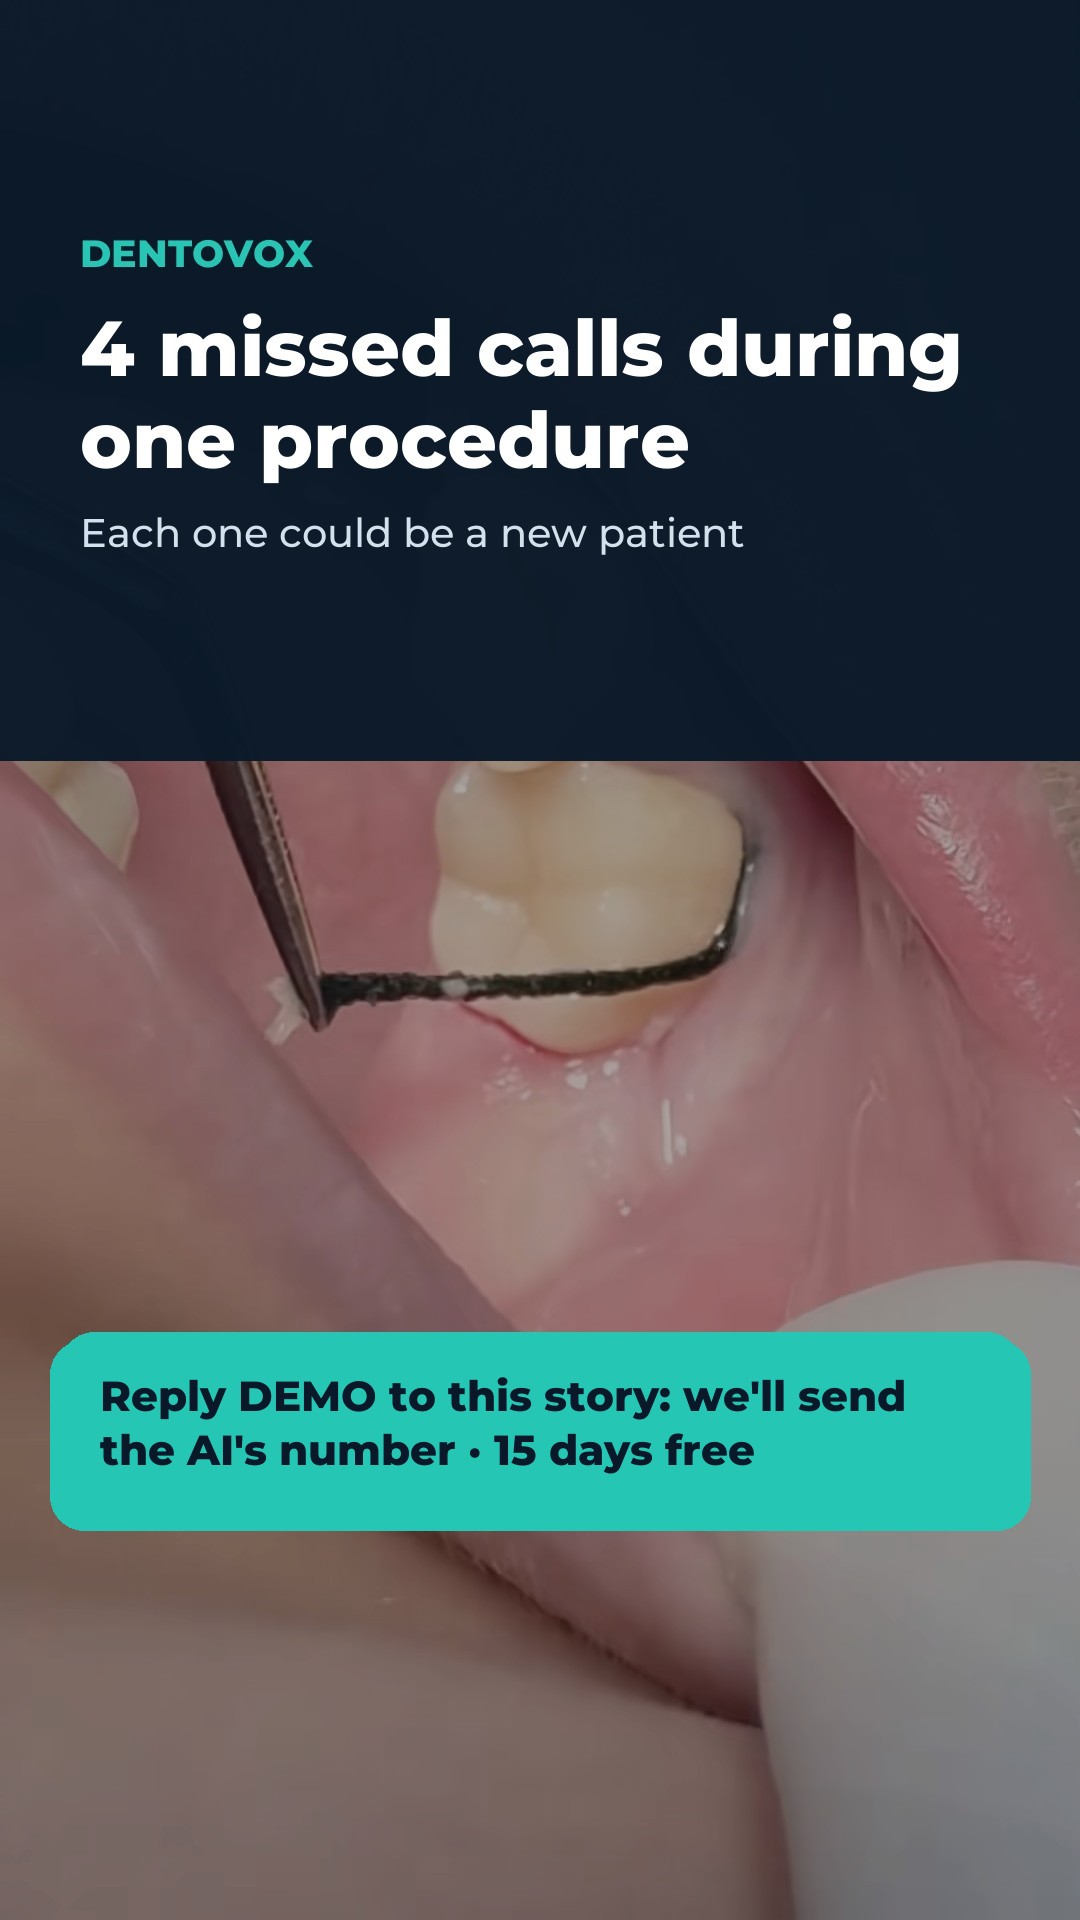 DENTOVOX
4 missed calls during
one procedure
Each one could be a new patient
Reply DEMO to this story: we'll send
the AI's number · 15 days free